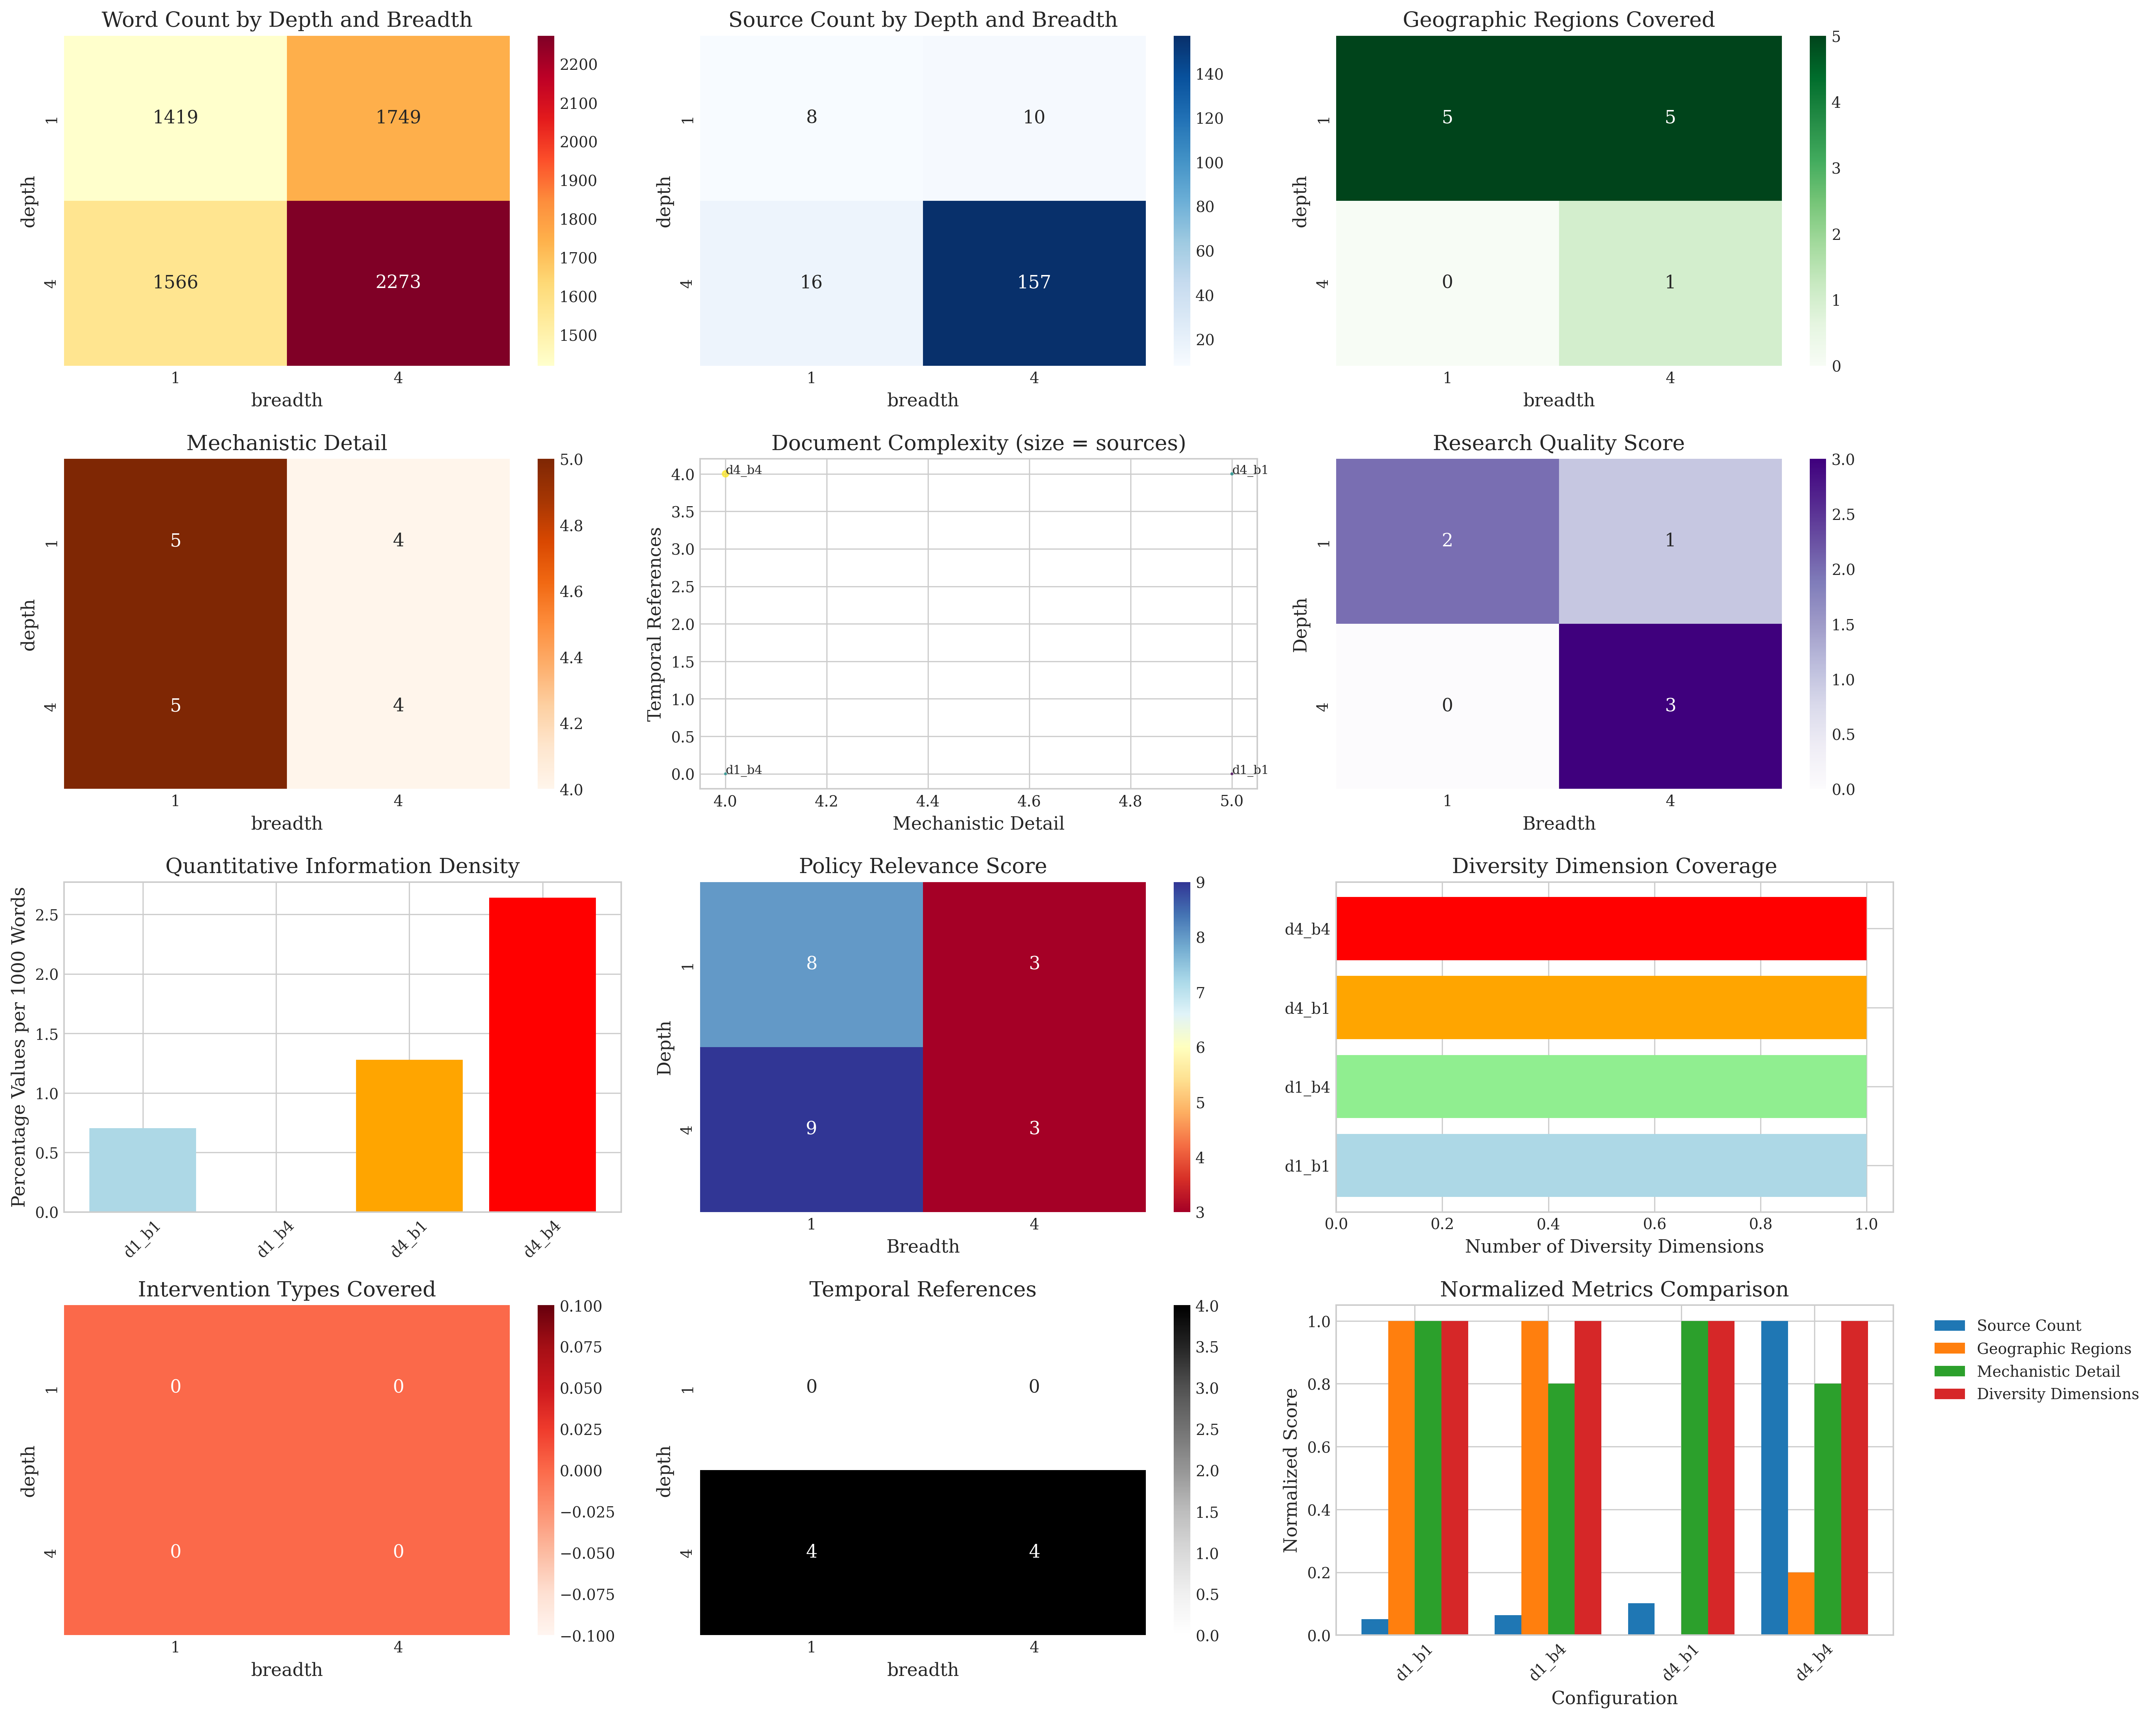 Word Count by Depth and Breadth
1419 1749
1566 2273
1
4
depth
1 4
breadth
2200
2100
2000
1900
1800
1700
1600
1500
Source Count by Depth and Breadth
8 10
16 157
1
4
depth
1 4
breadth
140
120
100
80
60
40
20
Geographic Regions Covered
5 5
0 1
1
4
depth
1 4
breadth
5
4
3
2
1
0
Mechanistic Detail
5 4
5 4
1
4
depth
1 4
breadth
5.0
4.8
4.6
4.4
4.2
4.0
Document Complexity (size = sources)
d4_b4 d4_b1
d1_b4 d1_b1
4.0
3.5
3.0
2.5
2.0
1.5
1.0
0.5
0.0
Temporal References
4.0 4.2 4.4 4.6 4.8 5.0
Mechanistic Detail
Research Quality Score
2 1
0 3
1
4
Depth
1 4
Breadth
3.0
2.5
2.0
1.5
1.0
0.5
0.0
Quantitative Information Density
2.5
2.0
1.5
1.0
0.5
0.0
Percentage Values per 1000 Words
d1_b1 d1_b4 d4_b1 d4_b4
Policy Relevance Score
8 3
9 3
1
4
Depth
1 4
Breadth
9
8
7
6
5
4
3
Diversity Dimension Coverage
d4_b4
d4_b1
d1_b4
d1_b1
0.0 0.2 0.4 0.6 0.8 1.0
Number of Diversity Dimensions
Intervention Types Covered
0 0
0 0
1
4
depth
1 4
breadth
0.100
0.075
0.050
0.025
0.000
−0.025
−0.050
−0.075
−0.100
Temporal References
0 0
4 4
1
4
depth
1 4
breadth
4.0
3.5
3.0
2.5
2.0
1.5
1.0
0.5
0.0
Normalized Metrics Comparison
1.0
0.8
0.6
0.4
0.2
0.0
Normalized Score
d1_b1 d1_b4 d4_b1 d4_b4
Configuration
Source Count
Geographic Regions
Mechanistic Detail
Diversity Dimensions